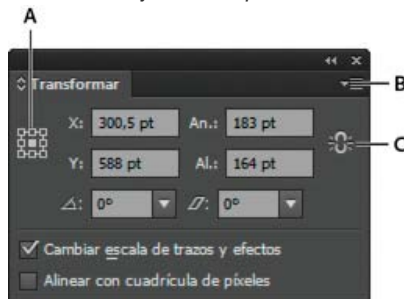 A
Transformar
B
X: 300,5 pt An.: 183 pt
C
Y: 588 pt Al.: 164 pt
0° 0°
Cambiar escala de trazos y efectos
Alinear con cuadrícula de píxeles